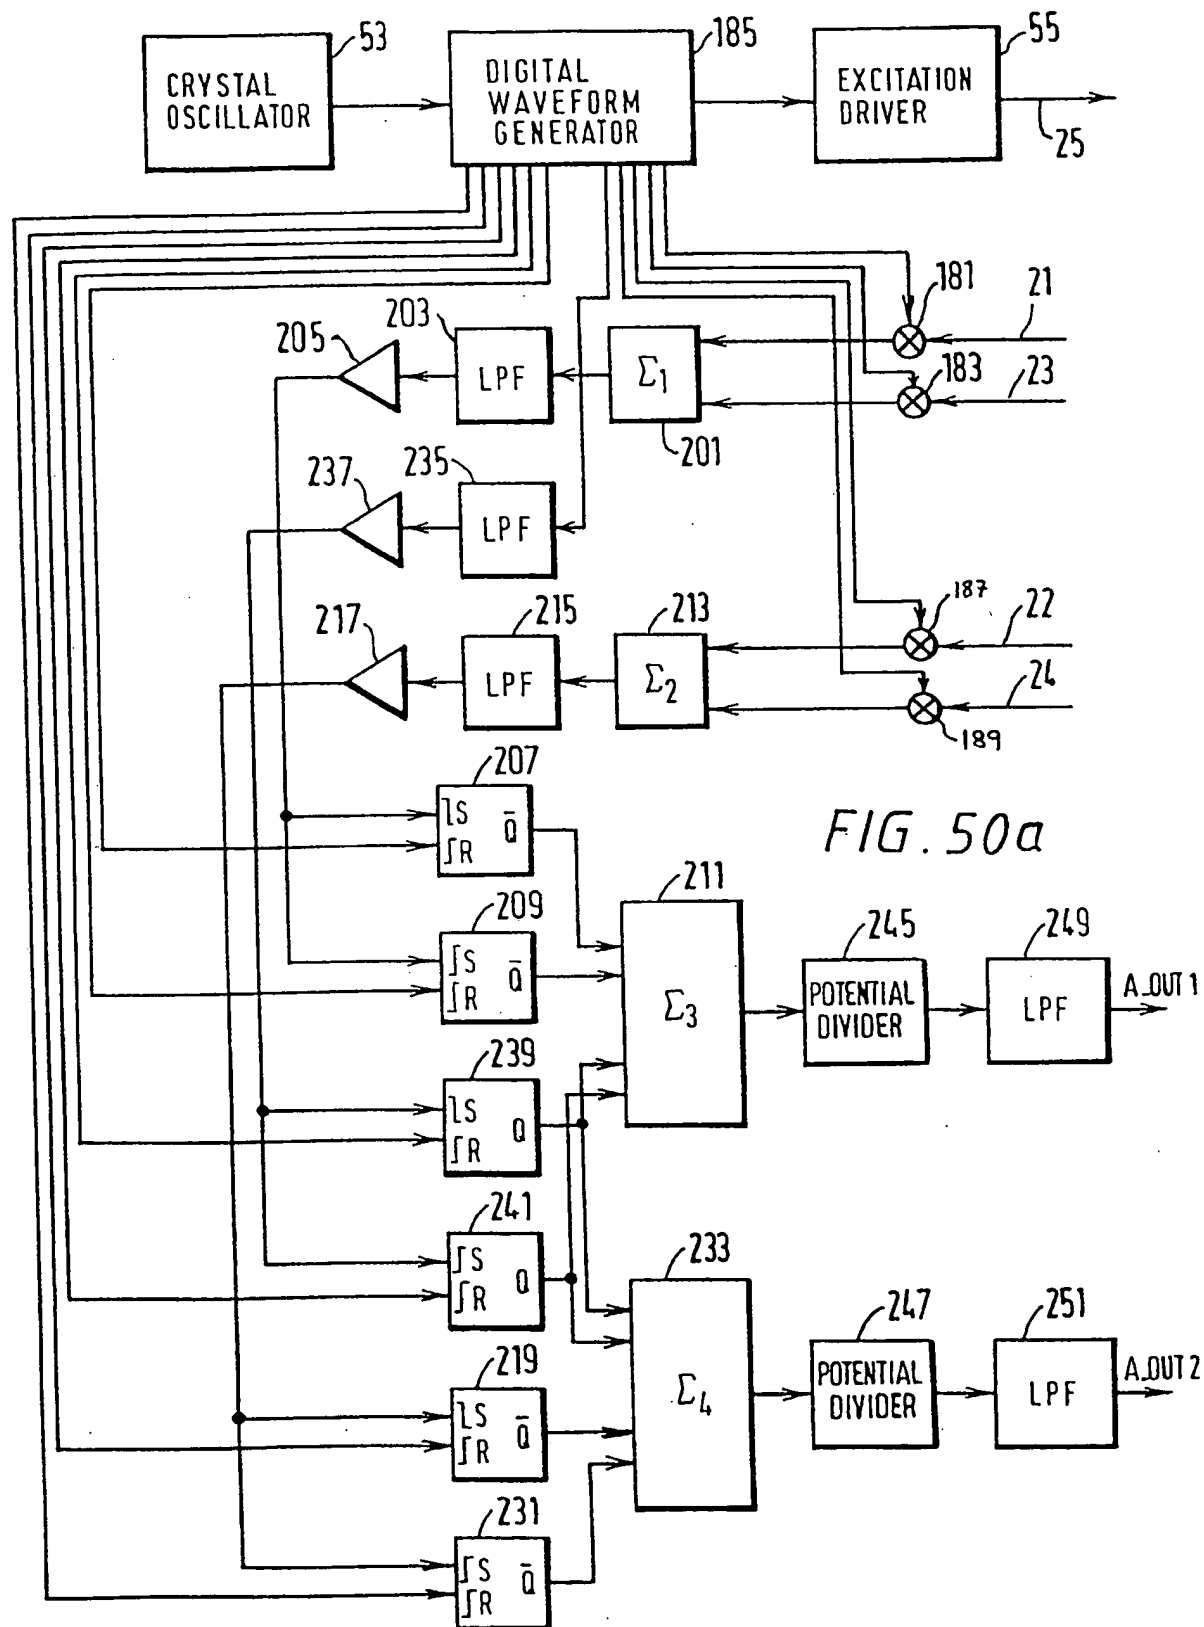 53
185
55
CRYSTAL
OSCILLATOR
DIGITAL
WAVEFORM
GENERATOR
EXCITATION
DRIVER
25
181
21
203
205
LPF
Σ1
183
23
201
237
235
LPF
187
22
217
215
213
LPF
Σ2
24
189
207
S
R
Q̄
FIG. 50a
211
209
S
R
Q̄
245
249
Σ3
POTENTIAL
DIVIDER
LPF
A_OUT 1
239
S
R
Q
241
S
R
Q
233
247
251
Σ4
POTENTIAL
DIVIDER
LPF
A_OUT 2
219
S
R
Q̄
231
S
R
Q̄